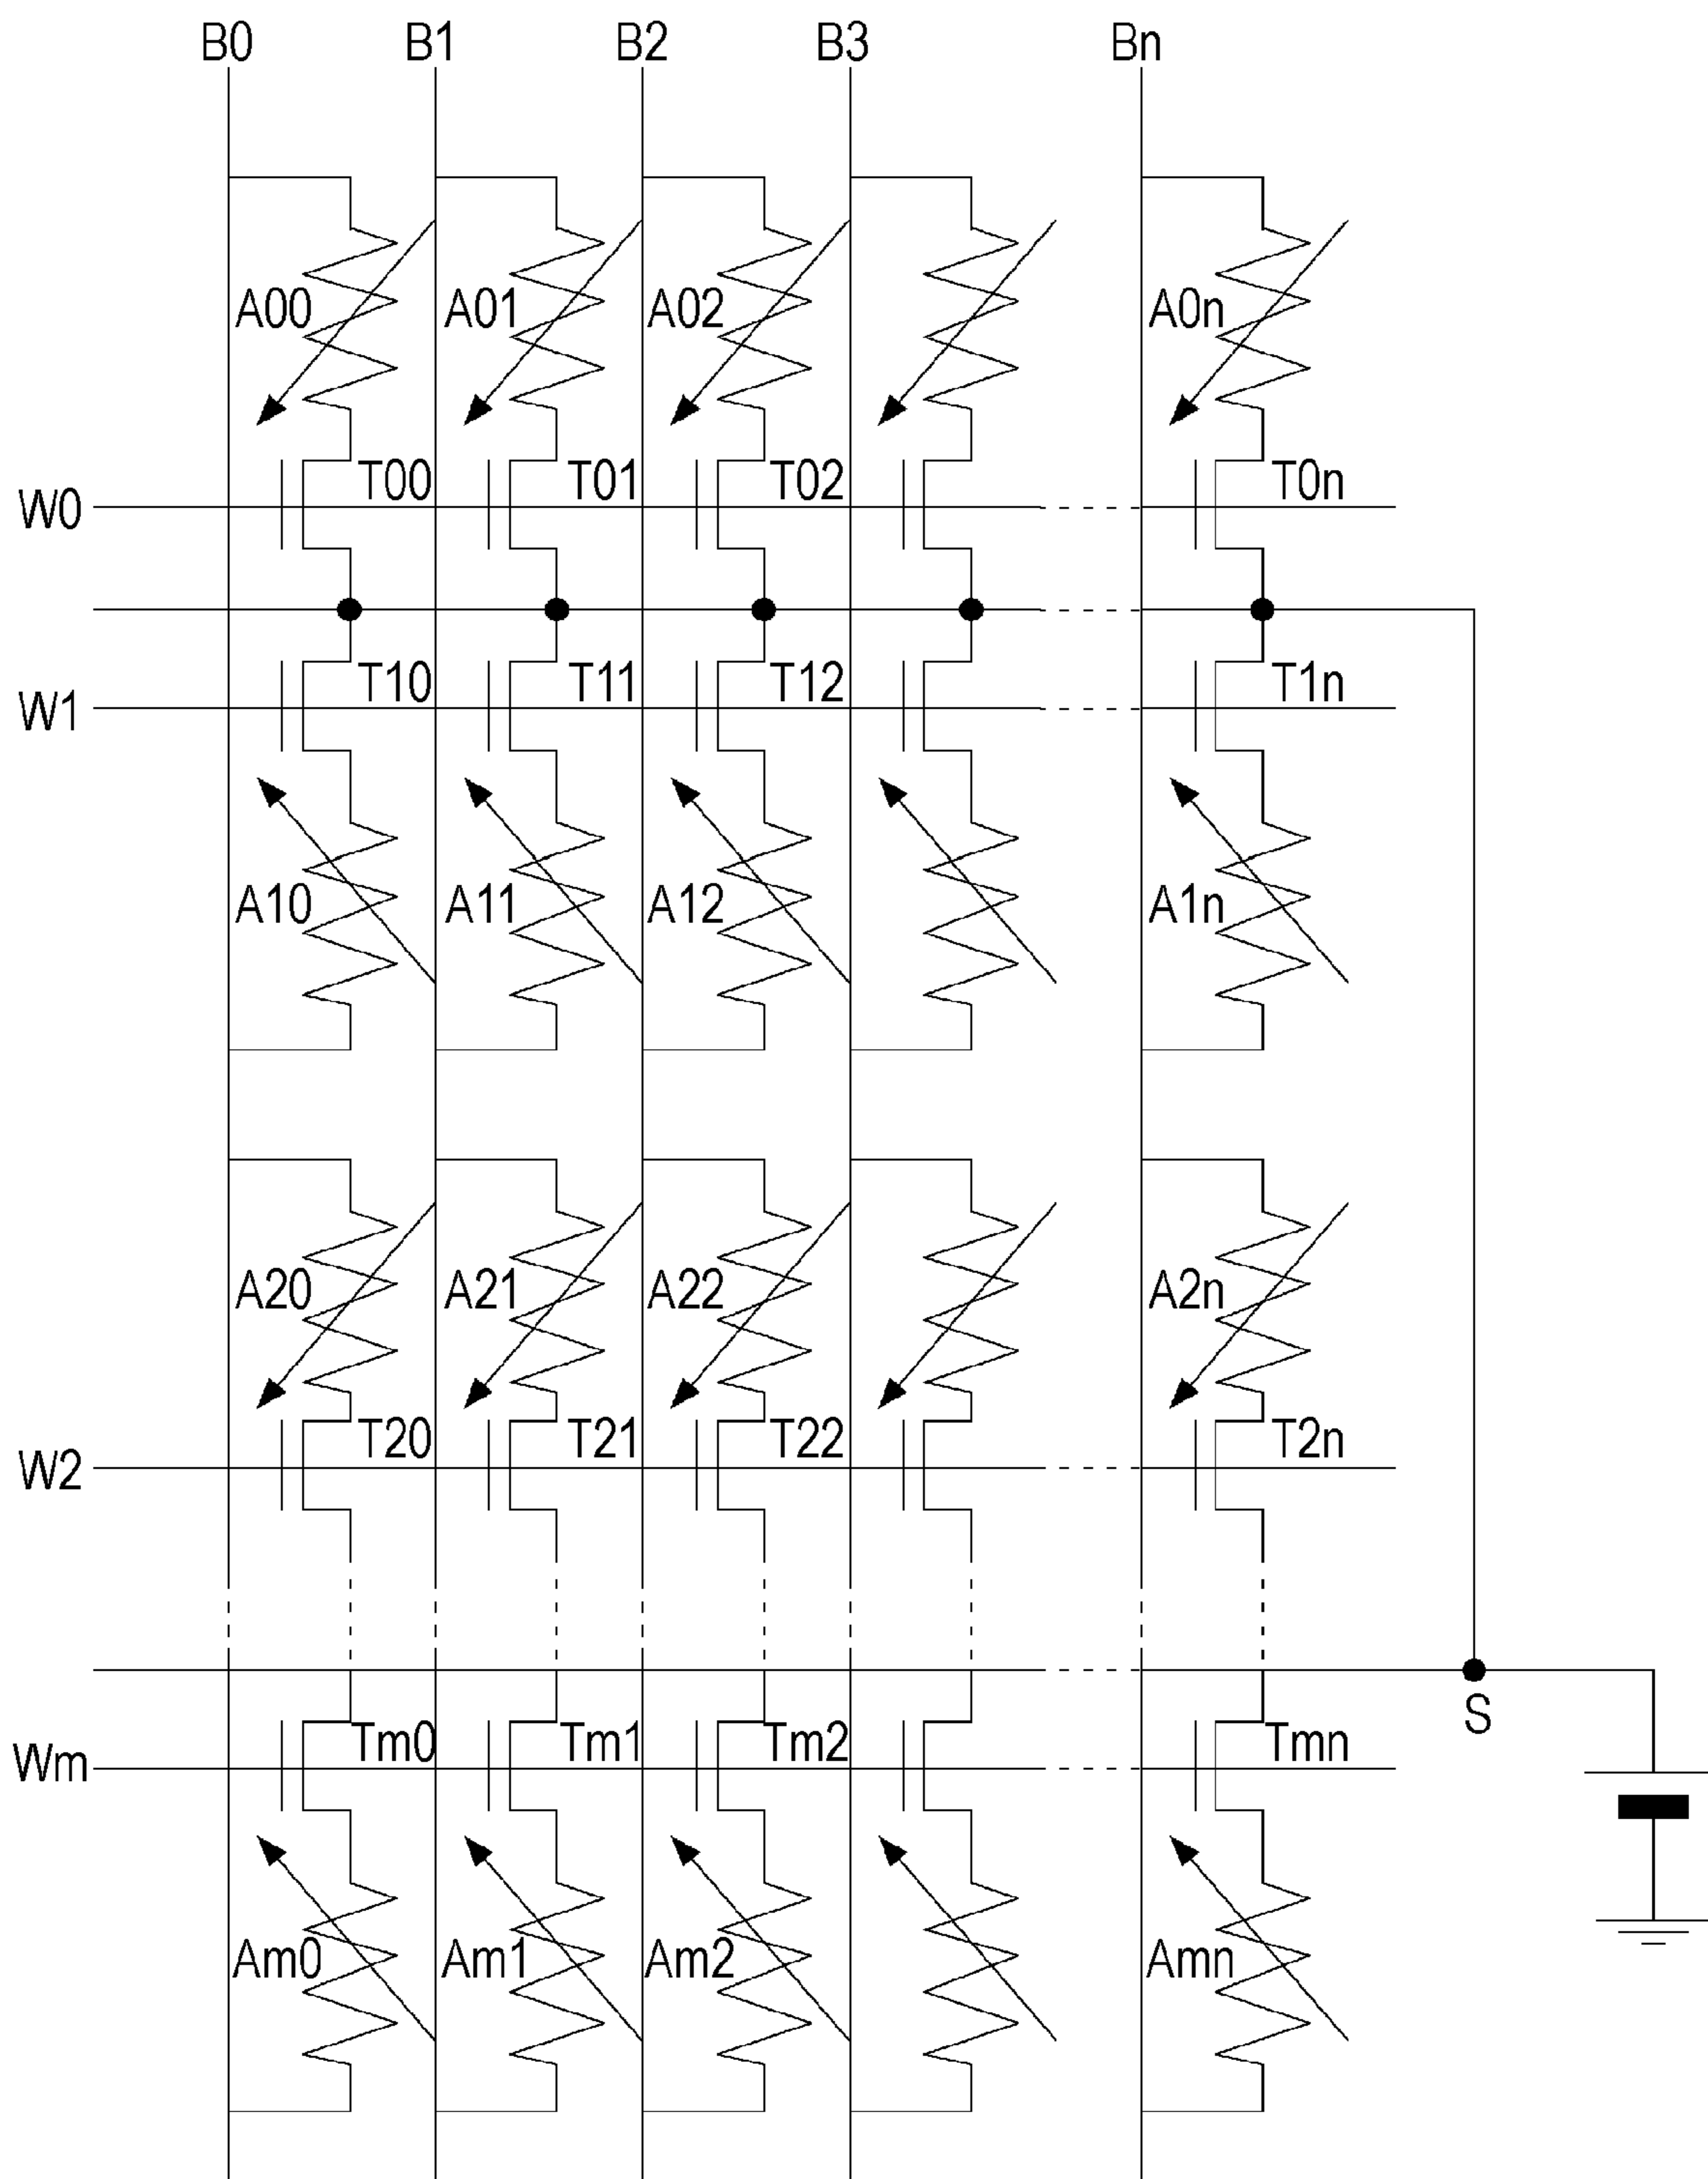 B0 B1 B2 B3 Bn
A00 A01 A02 A0n
T00 T01 T02 T0n
W0
T10 T11 T12 T1n
W1
A10 A11 A12 A1n
A20 A21 A22 A2n
T20 T21 T22 T2n
W2
S
Tm0 Tm1 Tm2 Tmn
Wm
Am0 Am1 Am2 Amn